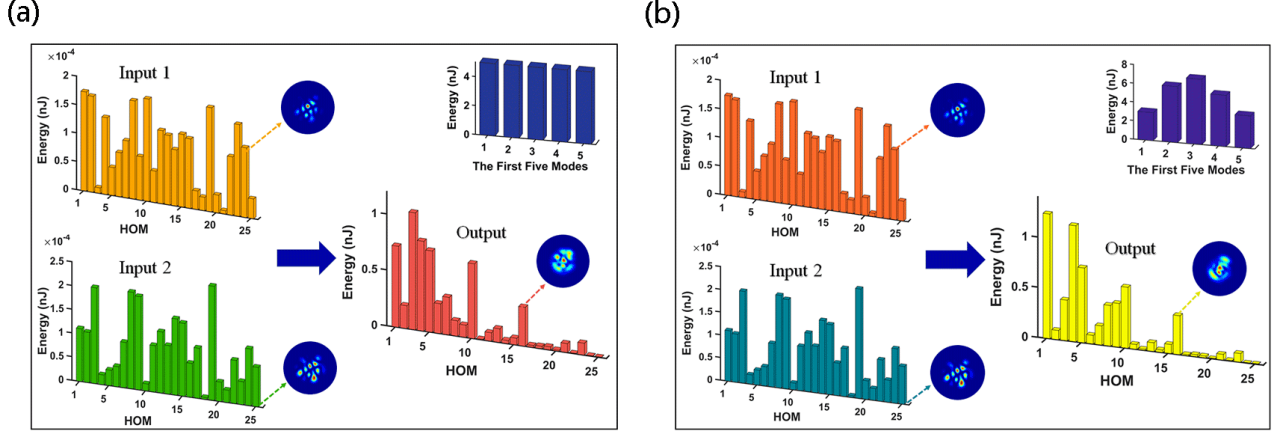 (a)
×10⁻⁴
Input 1
2
1.5
1
0.5
0
Energy (nJ)
1 5 10 15 20 25
HOM
4
2
0
Energy (nJ)
1 2 3 4 5
The First Five Modes
×10⁻⁴
Input 2
2.5
2
1.5
1
0.5
0
Energy (nJ)
1 5 10 15 20 25
HOM
Output
1
0.5
0
Energy (nJ)
1 5 10 15 20 25
HOM
(b)
×10⁻⁴
Input 1
2
1.5
1
0.5
0
Energy (nJ)
1 5 10 15 20 25
HOM
8
6
4
2
0
Energy (nJ)
1 2 3 4 5
The First Five Modes
×10⁻⁴
Input 2
2.5
2
1.5
1
0.5
0
Energy (nJ)
1 5 10 15 20 25
HOM
Output
1
0.5
0
Energy (nJ)
1 5 10 15 20 25
HOM